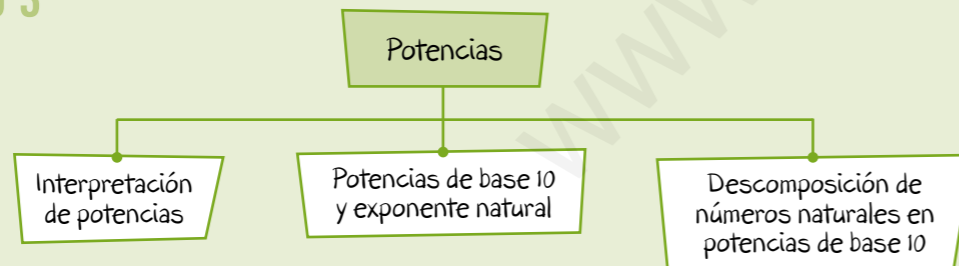 Potencias
Interpretación
de potencias
Potencias de base 10
y exponente natural
Descomposición de
números naturales en
potencias de base 10